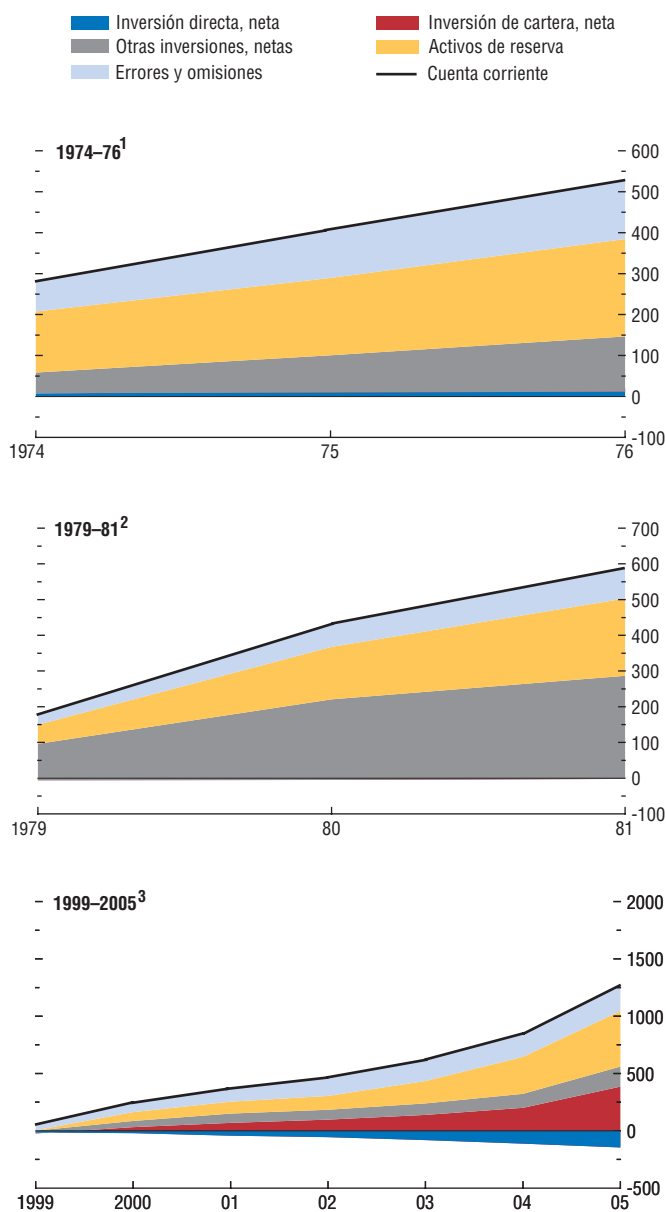 Inversión directa, neta
Inversión de cartera, neta
Otras inversiones, netas
Activos de reserva
Errores y omisiones
Cuenta corriente
1974–76¹
600
500
400
300
200
100
0
-100
1974 75 76
1979–81²
700
600
500
400
300
200
100
0
-100
1979 80 81
1999–2005³
2000
1500
1000
500
0
-500
1999 2000 01 02 03 04 05